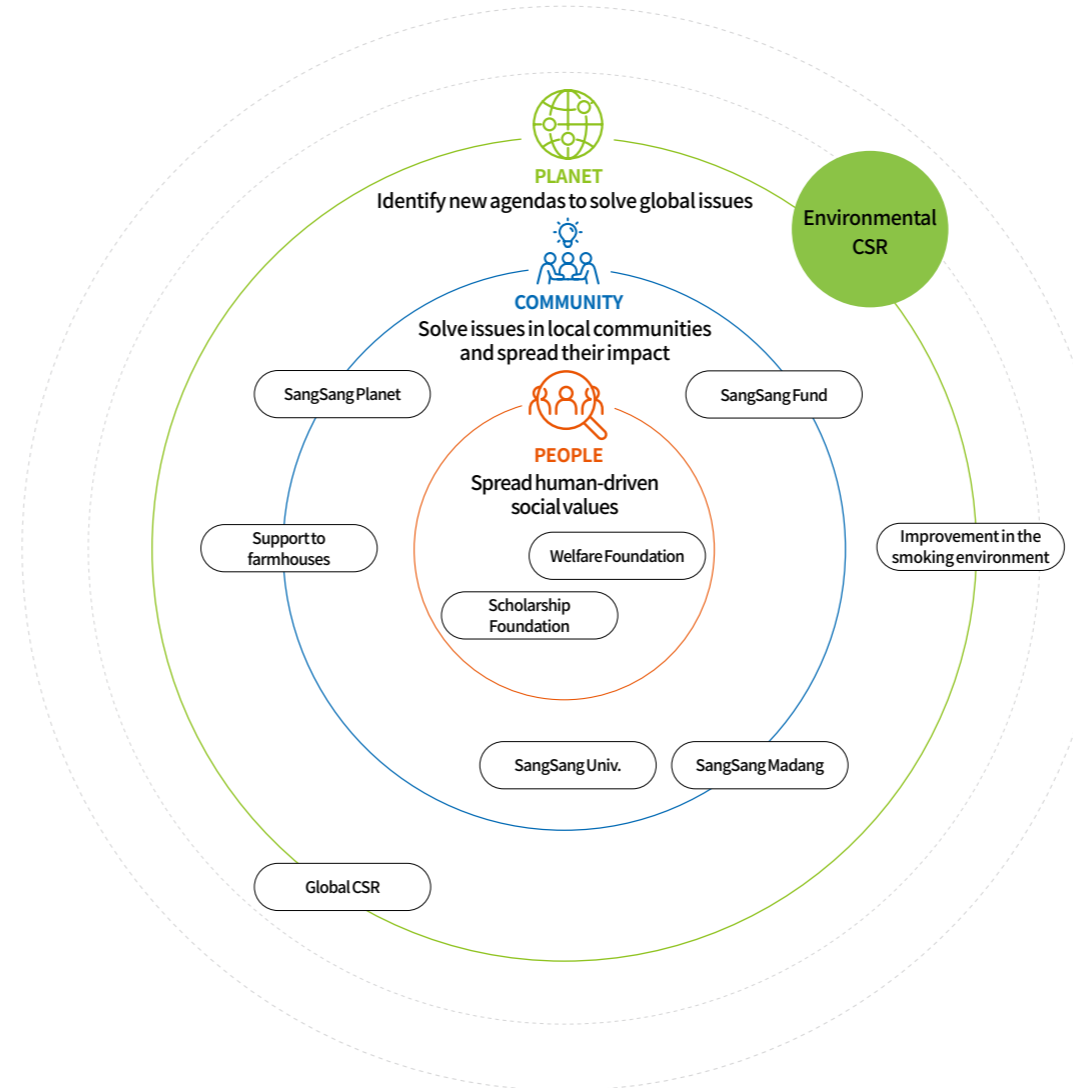 PLANET
Identify new agendas to solve global issues
Environmental
CSR
COMMUNITY
Solve issues in local communities
and spread their impact
SangSang Planet
SangSang Fund
PEOPLE
Spread human-driven
social values
Support to
farmhouses
Welfare Foundation
Improvement in the
smoking environment
Scholarship
Foundation
SangSang Univ.
SangSang Madang
Global CSR